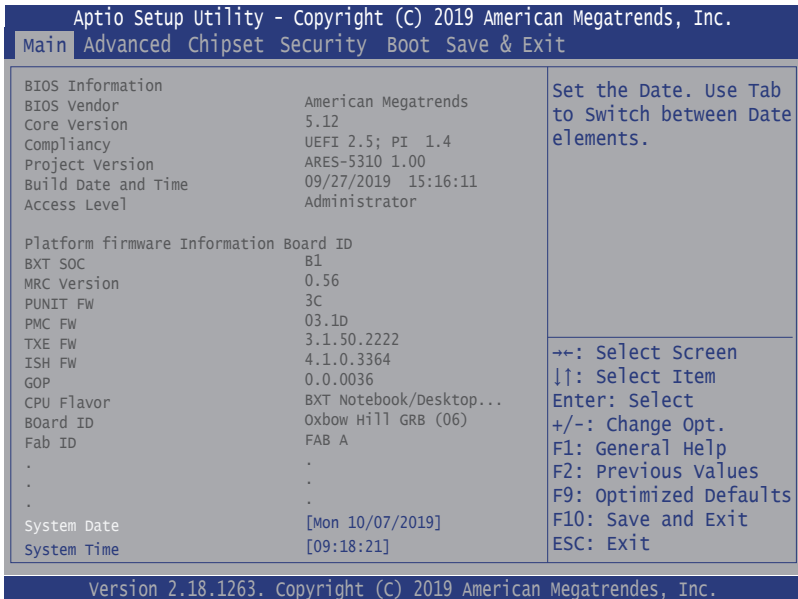 Aptio Setup Utility - Copyright (C) 2019 American Megatrends, Inc.
Main Advanced Chipset Security Boot Save & Exit
BIOS Information
BIOS Vendor American Megatrends
Core Version 5.12
Compliancy UEFI 2.5; PI 1.4
Project Version ARES-5310 1.00
Build Date and Time 09/27/2019 15:16:11
Access Level Administrator
Platform firmware Information Board ID
BXT SOC B1
MRC Version 0.56
PUNIT FW 3C
PMC FW 03.1D
TXE FW 3.1.50.2222
ISH FW 4.1.0.3364
GOP 0.0.0036
CPU Flavor BXT Notebook/Desktop...
BOard ID Oxbow Hill GRB (06)
Fab ID FAB A
. .
. .
. .
System Date [Mon 10/07/2019]
System Time [09:18:21]
Set the Date. Use Tab
to Switch between Date
elements.
→←: Select Screen
↓↑: Select Item
Enter: Select
+/-: Change Opt.
F1: General Help
F2: Previous Values
F9: Optimized Defaults
F10: Save and Exit
ESC: Exit
Version 2.18.1263. Copyright (C) 2019 American Megatrendes, Inc.